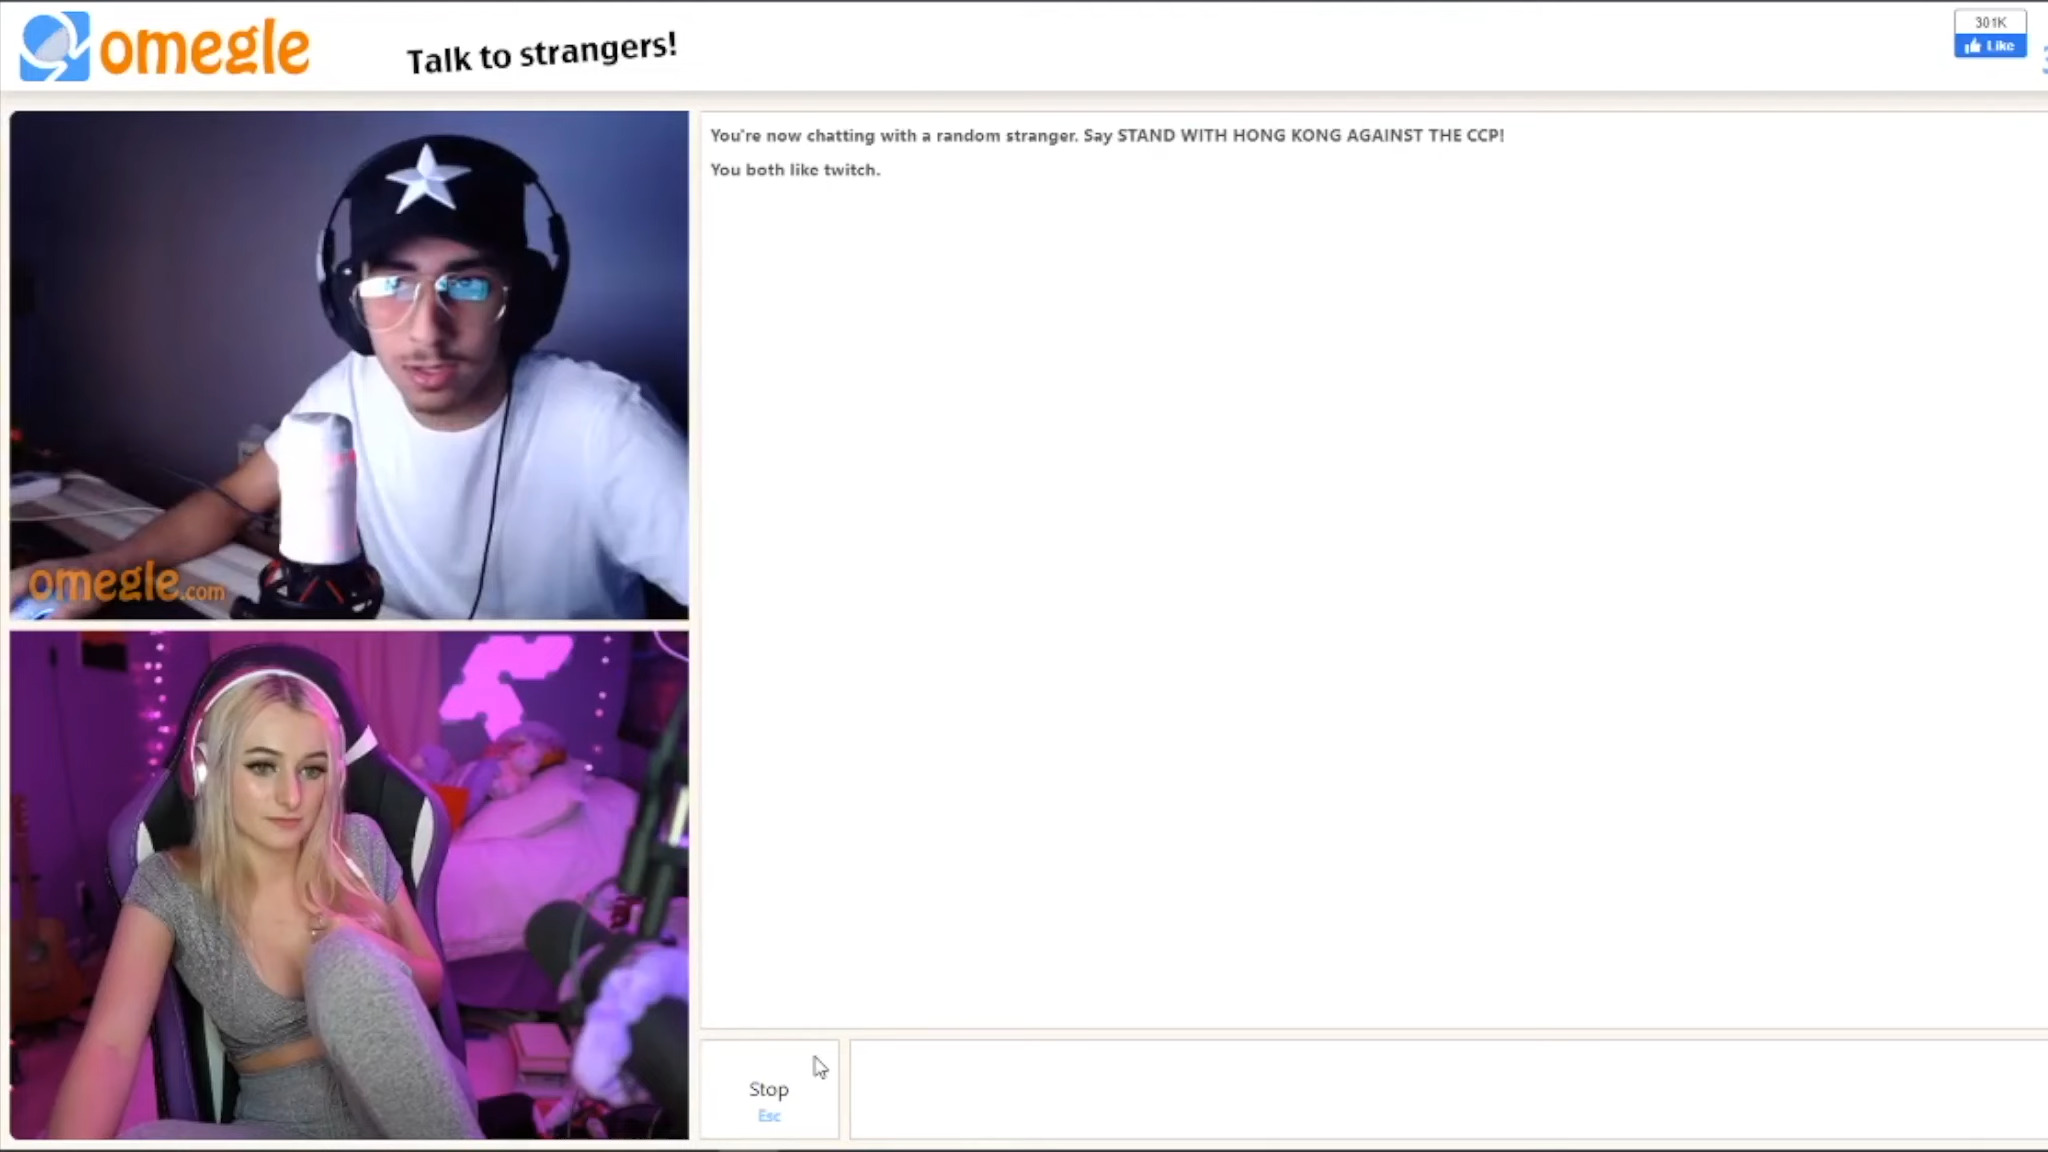 omegle
Talk to strangers!
301K
Like
You're now chatting with a random stranger. Say STAND WITH HONG KONG AGAINST THE CCP!
You both like twitch.
omegle.com
Stop
Esc